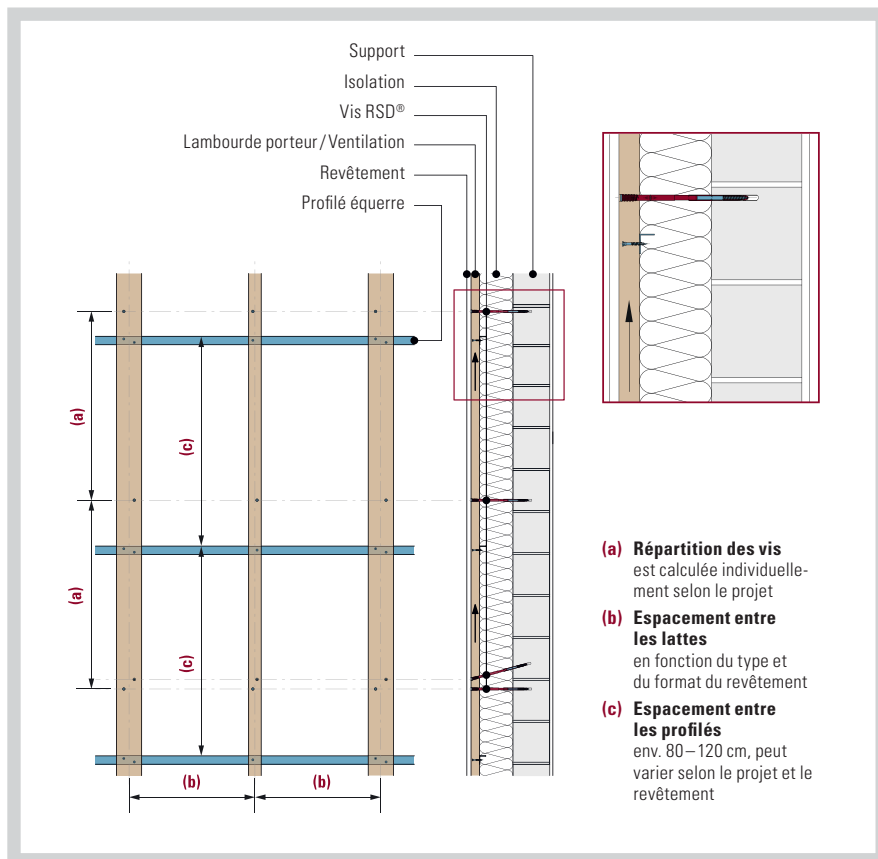 Support
Isolation
Vis RSD®
Lambourde porteur / Ventilation
Revêtement
Profilé équerre
(a)
(c)
(a)
(c)
(b)
(b)
(a) Répartition des vis
est calculée individuelle-
ment selon le projet
(b) Espacement entre
les lattes
en fonction du type et
du format du revêtement
(c) Espacement entre
les profilés
env. 80–120 cm, peut
varier selon le projet et le
revêtement